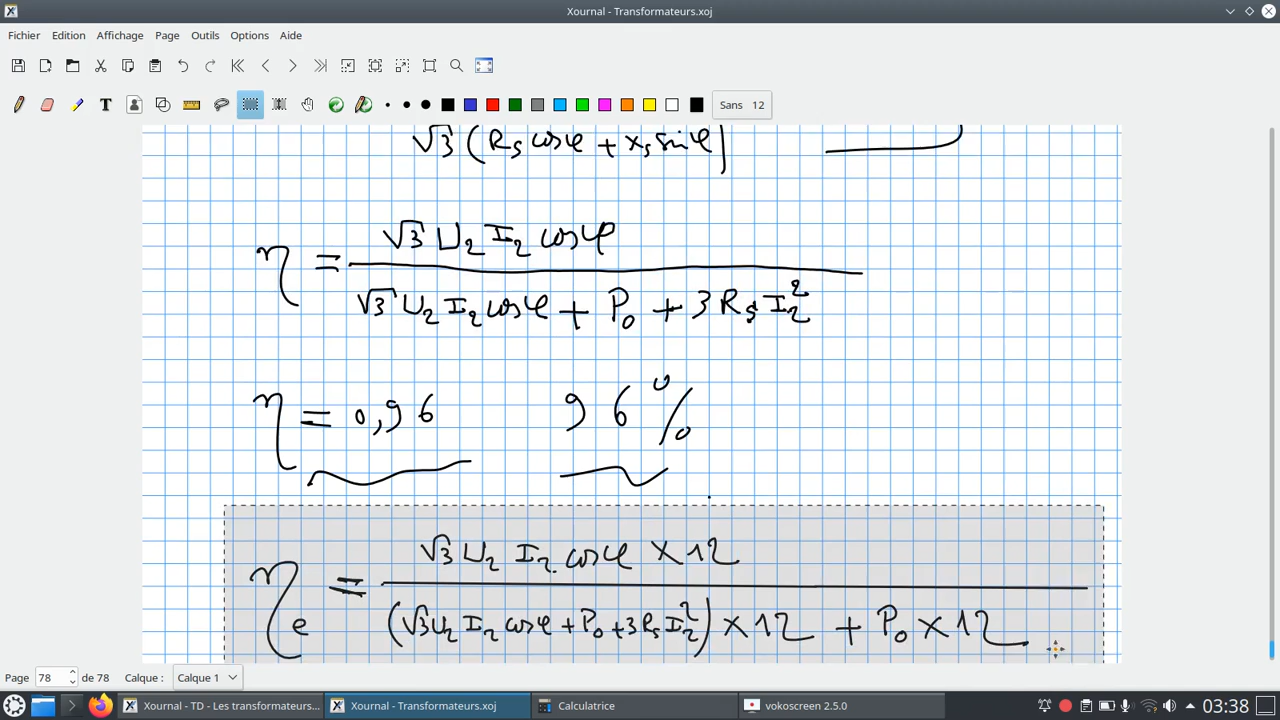 Xournal - Transformateurs.xoj
Fichier Edition Affichage Page Outils Options Aide
Sans 12
√3 (Rs cosφ + Xs sinφ)
η = √3 U2 I2 cosφ
√3 U2 I2 cosφ + P0 + 3 Rs I2²
η = 0,96 96 %
ηe = √3 U2 I2 cosφ × 12
(√3 U2 I2 cosφ + P0 + 3 Rs I2²) × 12 + P0 × 12
Page 78 de 78 Calque : Calque 1
Xournal - TD - Les transformateurs... Xournal - Transformateurs.xoj Calculatrice vokoscreen 2.5.0 03:38